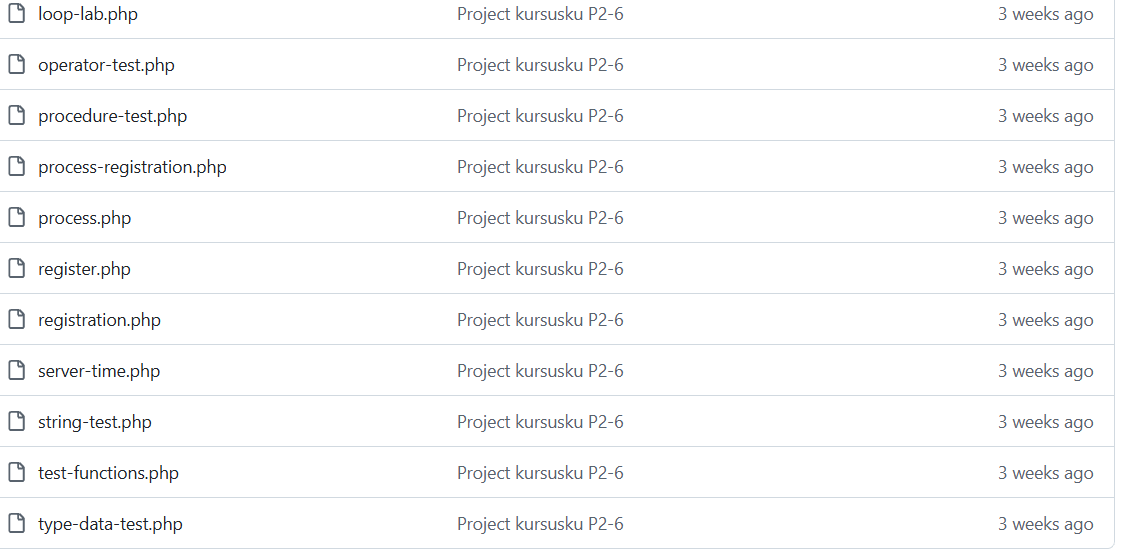 loop-lab.php Project kursusku P2-6 3 weeks ago
operator-test.php Project kursusku P2-6 3 weeks ago
procedure-test.php Project kursusku P2-6 3 weeks ago
process-registration.php Project kursusku P2-6 3 weeks ago
process.php Project kursusku P2-6 3 weeks ago
register.php Project kursusku P2-6 3 weeks ago
registration.php Project kursusku P2-6 3 weeks ago
server-time.php Project kursusku P2-6 3 weeks ago
string-test.php Project kursusku P2-6 3 weeks ago
test-functions.php Project kursusku P2-6 3 weeks ago
type-data-test.php Project kursusku P2-6 3 weeks ago